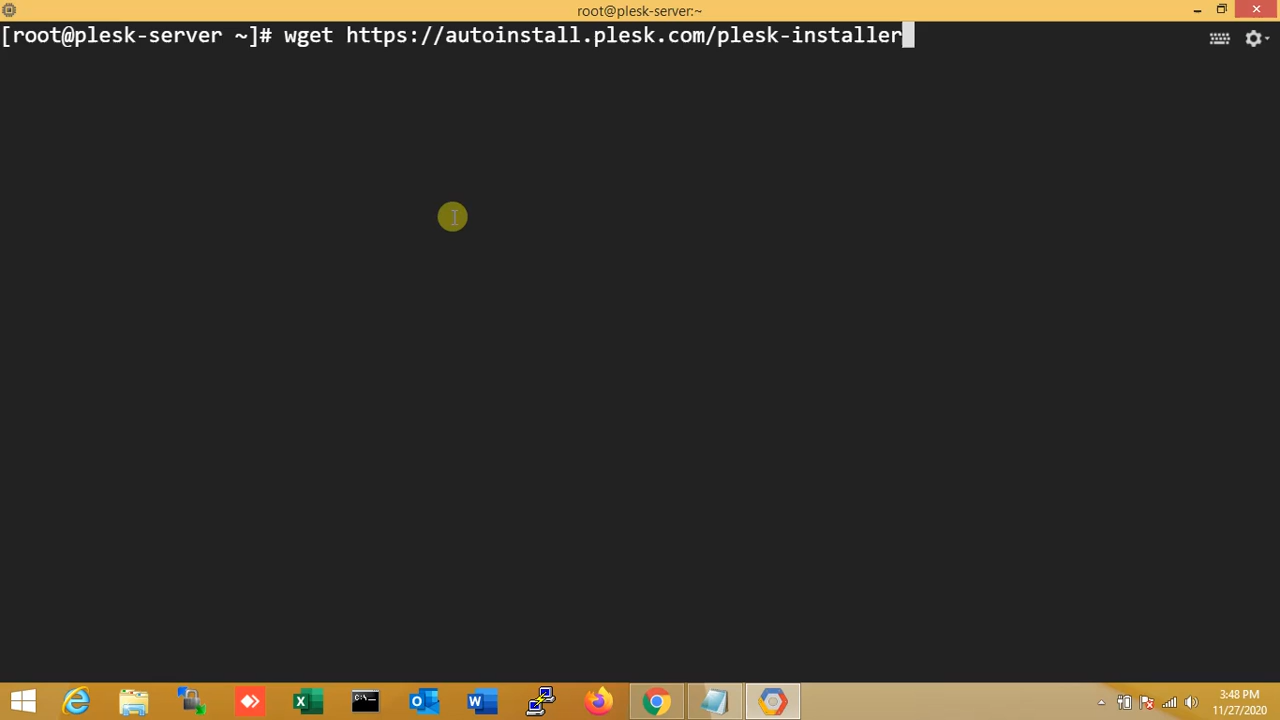 root@plesk-server:~
[root@plesk-server ~]# wget https://autoinstall.plesk.com/plesk-installer
3:48 PM
11/27/2020